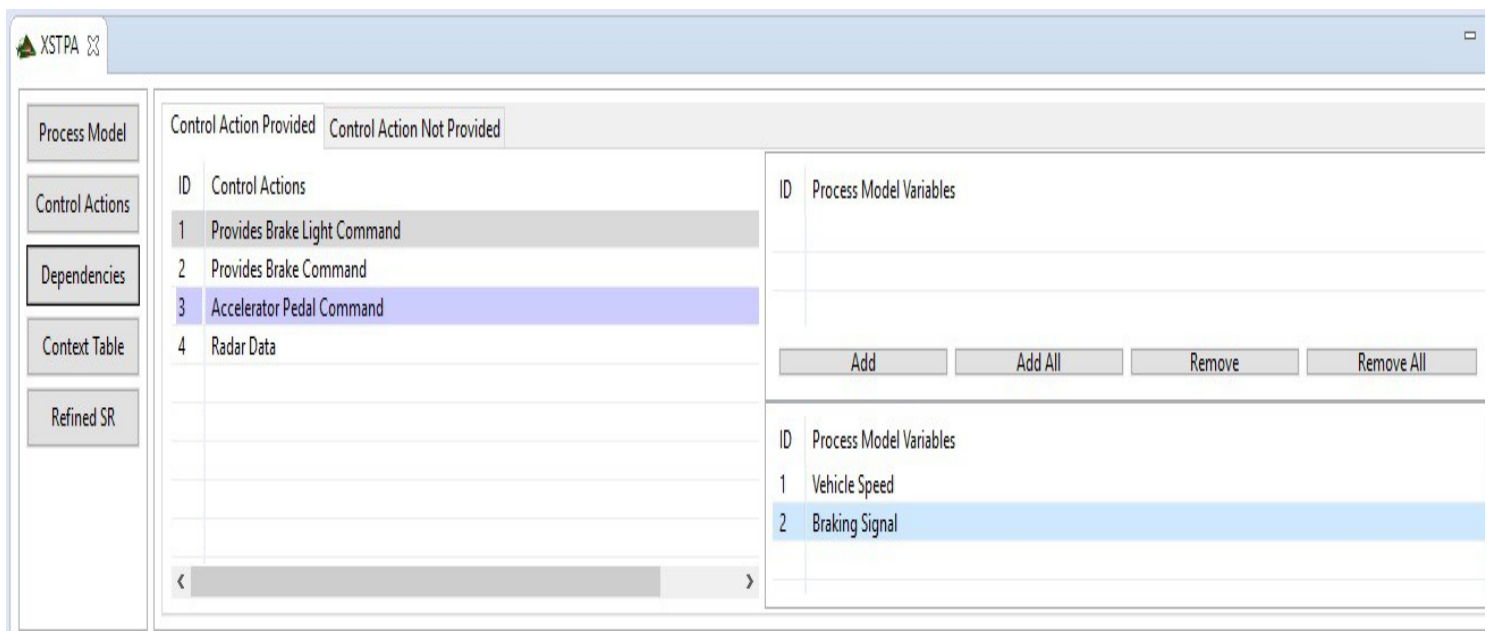 XSTPA
Process Model
Control Actions
Dependencies
Context Table
Refined SR
Control Action Provided Control Action Not Provided
ID Control Actions
1 Provides Brake Light Command
2 Provides Brake Command
3 Accelerator Pedal Command
4 Radar Data
ID Process Model Variables
Add Add All Remove Remove All
ID Process Model Variables
1 Vehicle Speed
2 Braking Signal